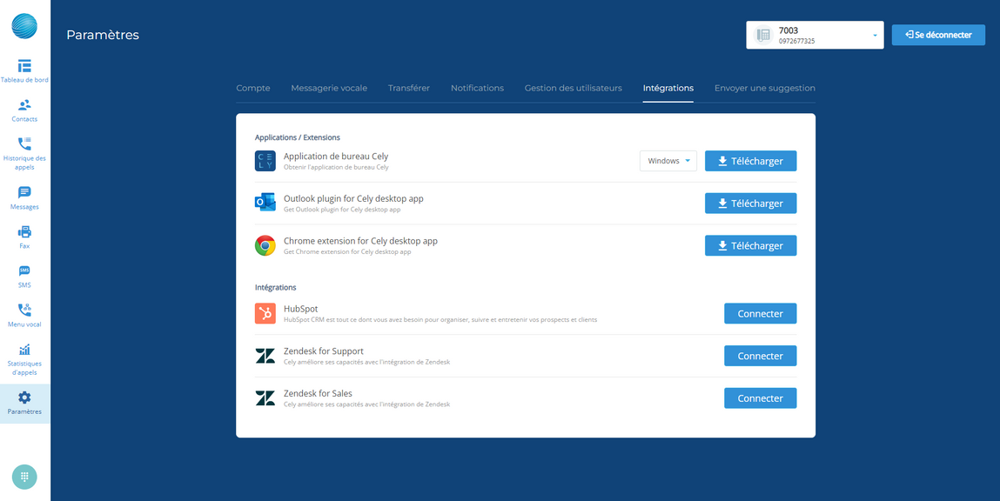 Paramètres
7003
0972677325
Se déconnecter
Tableau de bord
Contacts
Historique des
appels
Messages
Fax
SMS
SMS
Menu vocal
Statistiques
d'appels
Paramètres
Compte
Messagerie vocale
Transférer
Notifications
Gestion des utilisateurs
Intégrations
Envoyer une suggestion
Applications / Extensions
CE
LY
Application de bureau Cely
Obtenir l'application de bureau Cely
Windows
Télécharger
Outlook plugin for Cely desktop app
Get Outlook plugin for Cely desktop app
Télécharger
Chrome extension for Cely desktop app
Get Chrome extension for Cely desktop app
Télécharger
Intégrations
HubSpot
HubSpot CRM est tout ce dont vous avez besoin pour organiser, suivre et entretenir vos prospects et clients
Connecter
Zendesk for Support
Cely améliore ses capacités avec l'intégration de Zendesk
Connecter
Zendesk for Sales
Cely améliore ses capacités avec l'intégration de Zendesk
Connecter